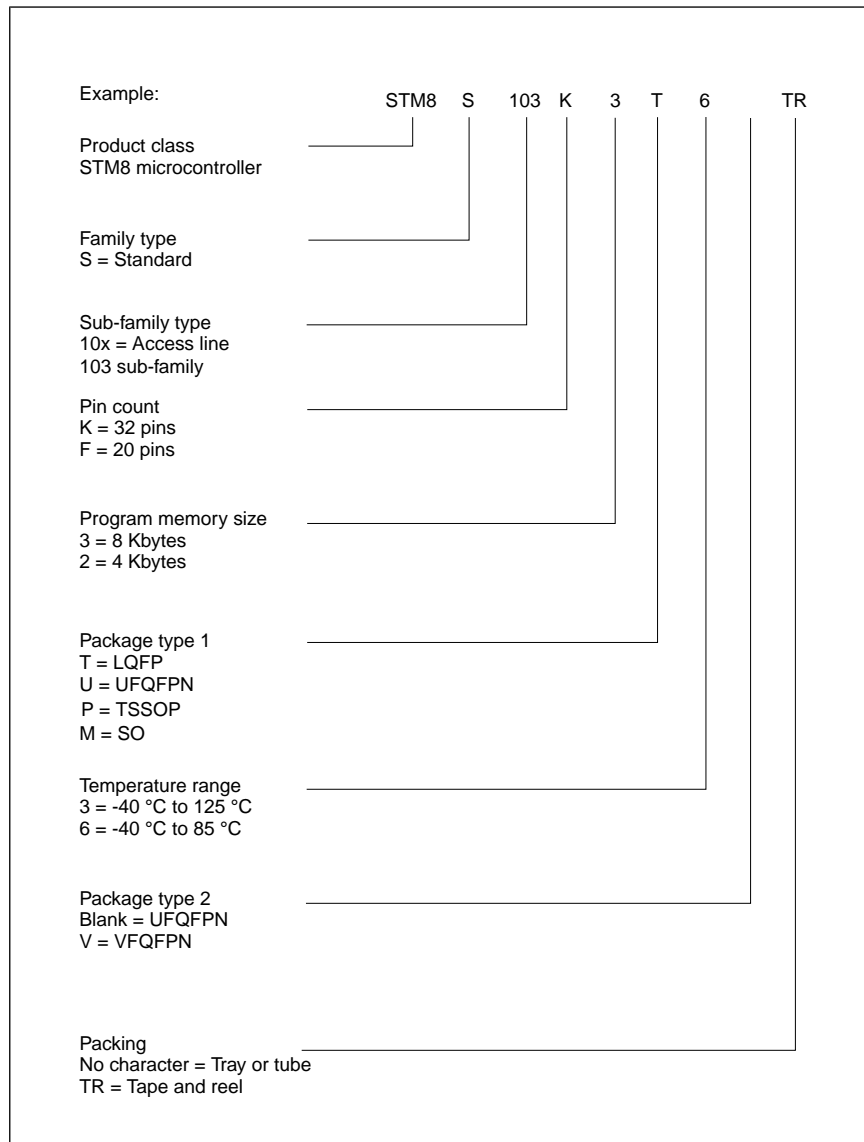 Example: STM8 S 103 K 3 T 6 TR
Product class
STM8 microcontroller
Family type
S = Standard
Sub-family type
10x = Access line
103 sub-family
Pin count
K = 32 pins
F = 20 pins
Program memory size
3 = 8 Kbytes
2 = 4 Kbytes
Package type 1
T = LQFP
U = UFQFPN
P = TSSOP
M = SO
Temperature range
3 = -40 °C to 125 °C
6 = -40 °C to 85 °C
Package type 2
Blank = UFQFPN
V = VFQFPN
Packing
No character = Tray or tube
TR = Tape and reel